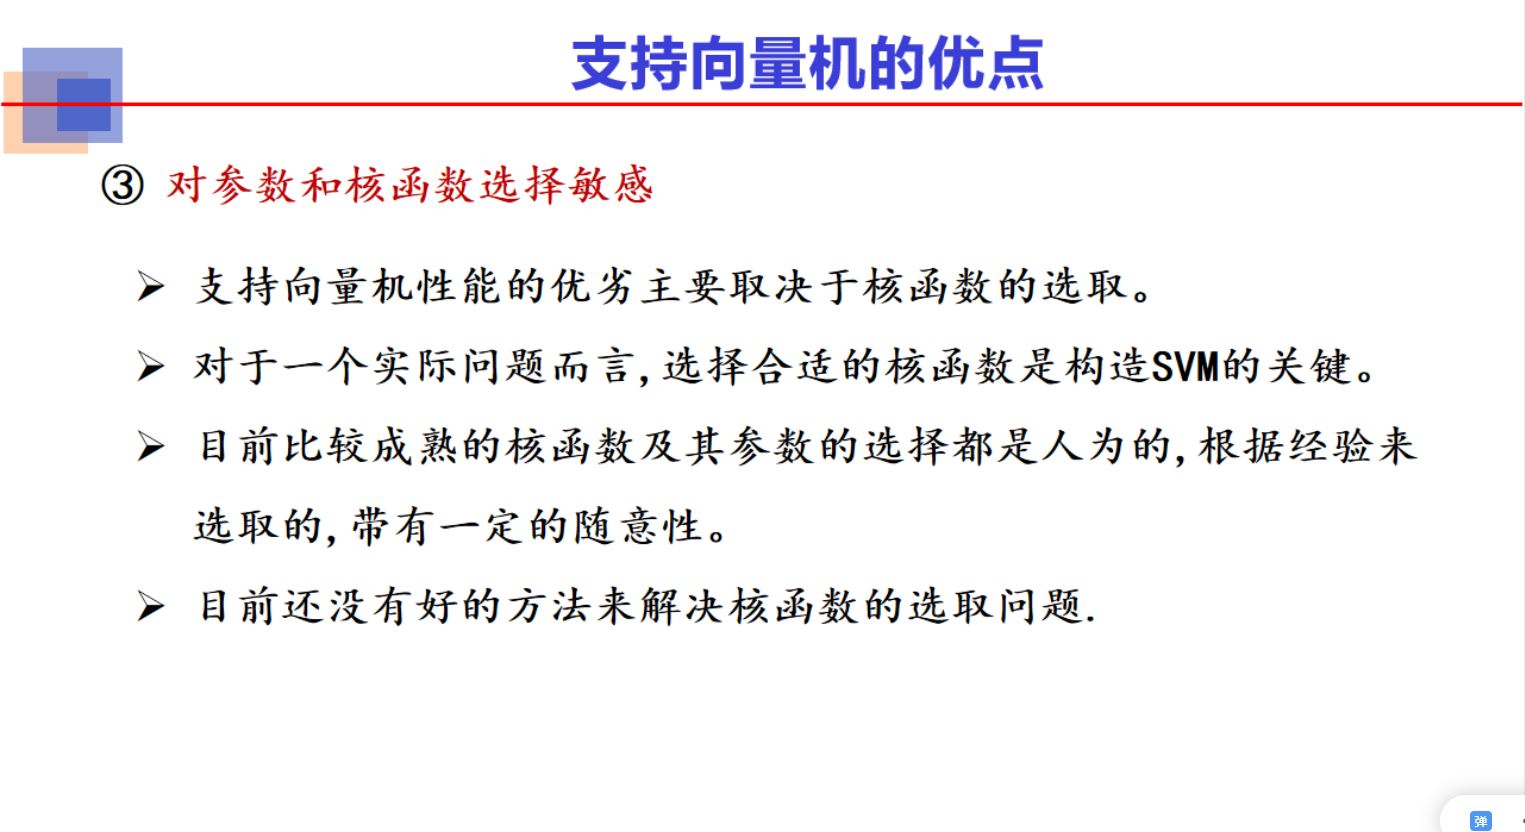 支持向量机的优点
③ 对参数和核函数选择敏感
➢ 支持向量机性能的优劣主要取决于核函数的选取。
➢ 对于一个实际问题而言,选择合适的核函数是构造SVM的关键。
➢ 目前比较成熟的核函数及其参数的选择都是人为的,根据经验来
选取的,带有一定的随意性。
➢ 目前还没有好的方法来解决核函数的选取问题.
弹